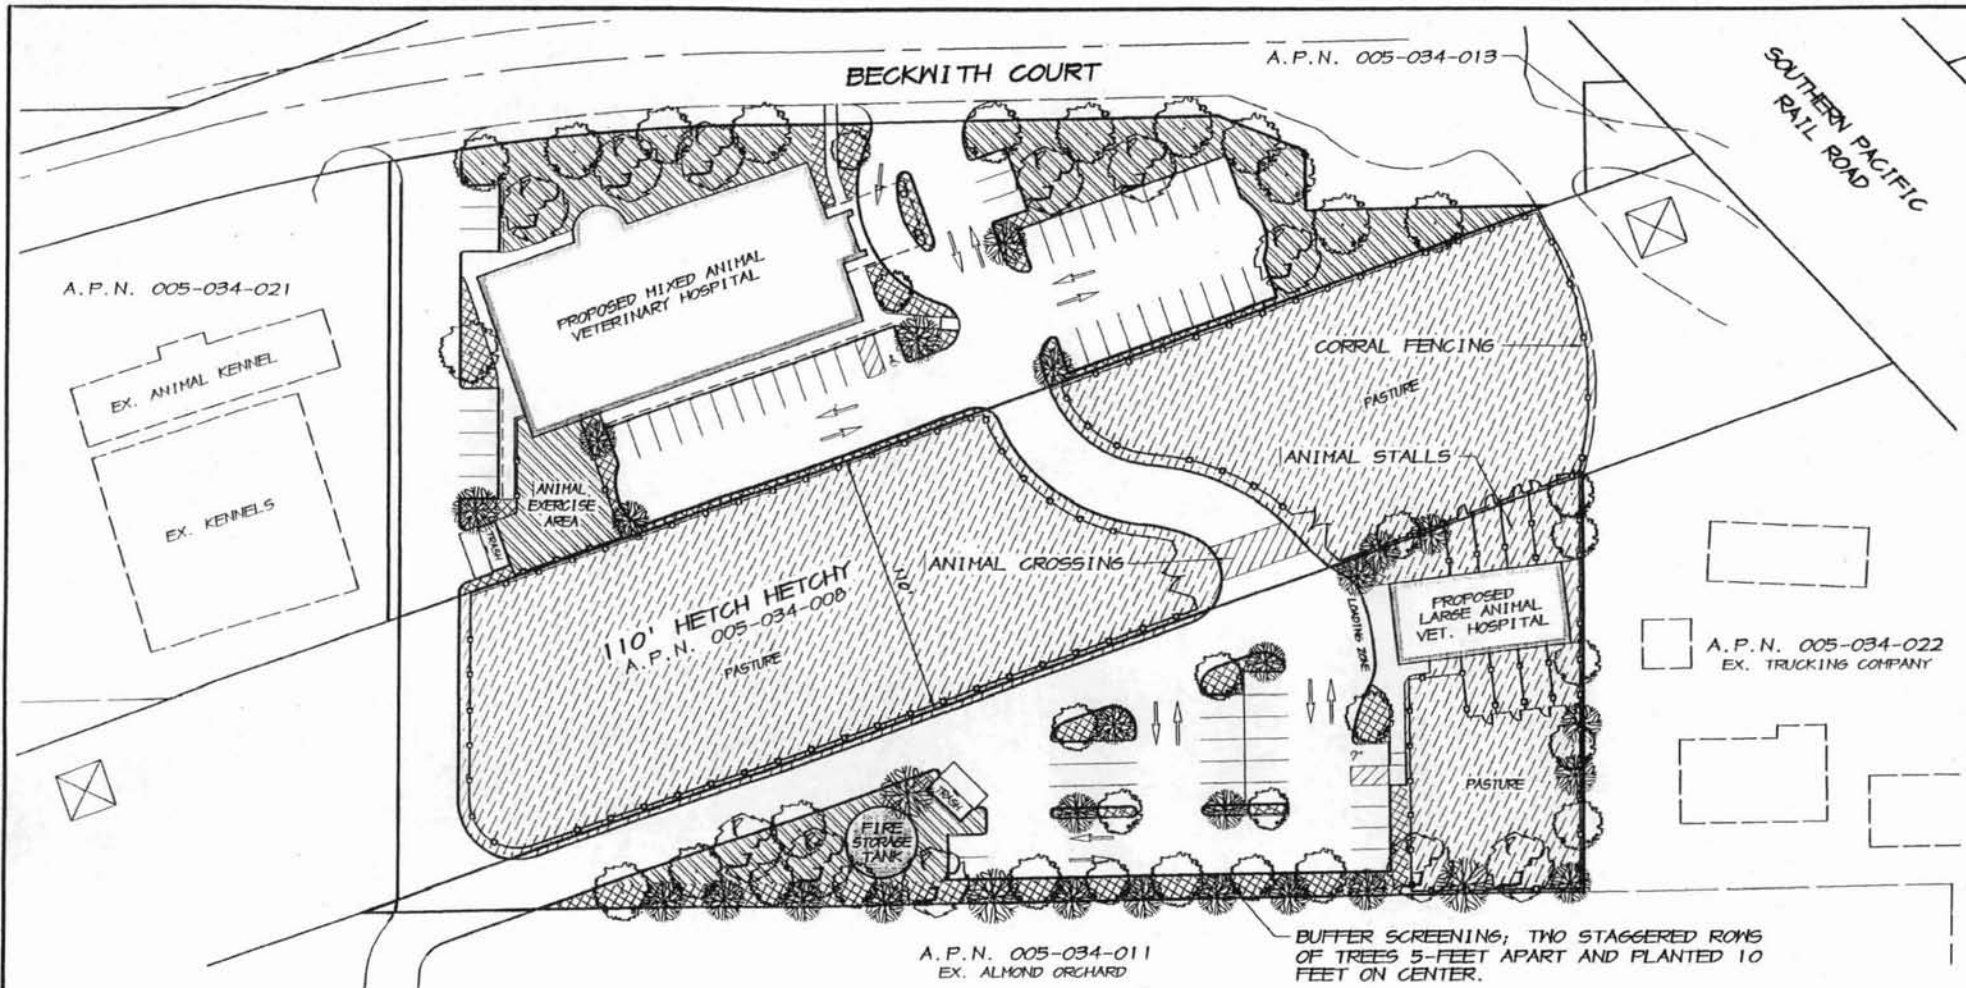 BECKWITH COURT
A.P.N. 005-034-013
SOUTHERN PACIFIC
RAIL ROAD
A.P.N. 005-034-021
EX. ANIMAL KENNEL
EX. KENNELS
PROPOSED MIXED ANIMAL
VETERINARY HOSPITAL
CORRAL FENCING
PASTURE
ANIMAL STALLS
ANIMAL
EXERCISE
AREA
TRASH
110' HETCH HETCHY
A.P.N. 005-034-008
PASTURE
ANIMAL CROSSING
LOADING ZONE
PROPOSED
LARGE ANIMAL
VET. HOSPITAL
A.P.N. 005-034-022
EX. TRUCKING COMPANY
PASTURE
TRASH
FIRE
STORAGE
TANK
A.P.N. 005-034-011
EX. ALMOND ORCHARD
BUFFER SCREENING; TWO STAGGERED ROWS
OF TREES 5-FEET APART AND PLANTED 10
FEET ON CENTER.